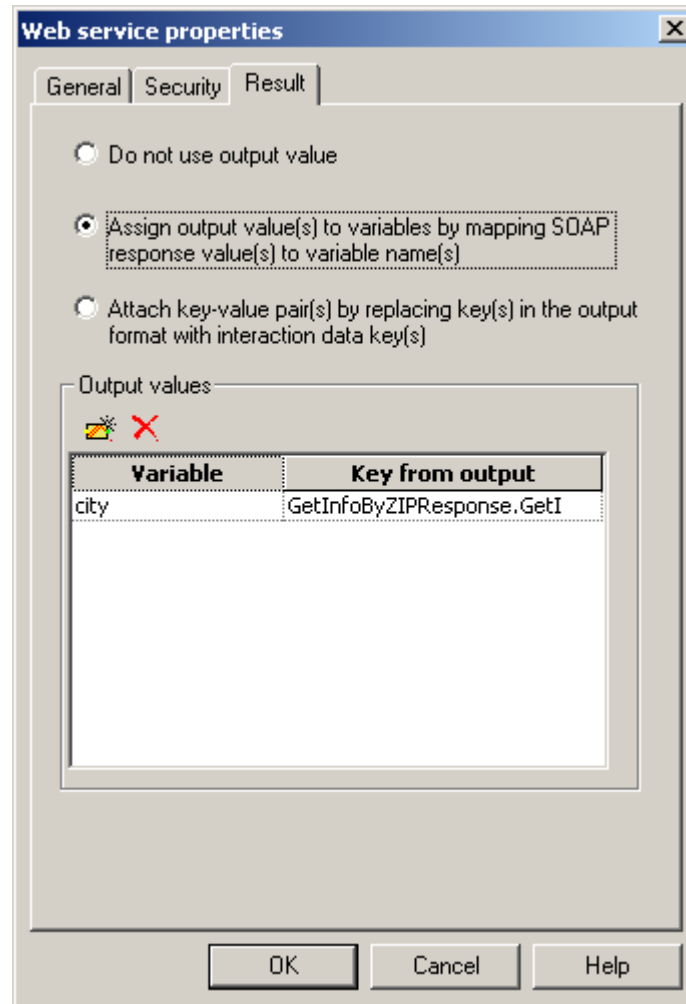 Web service properties
General Security Result
Do not use output value
Assign output value(s) to variables by mapping SOAP
response value(s) to variable name(s)
Attach key-value pair(s) by replacing key(s) in the output
format with interaction data key(s)
Output values
Variable Key from output
city GetInfoByZIPResponse.GetI
OK Cancel Help